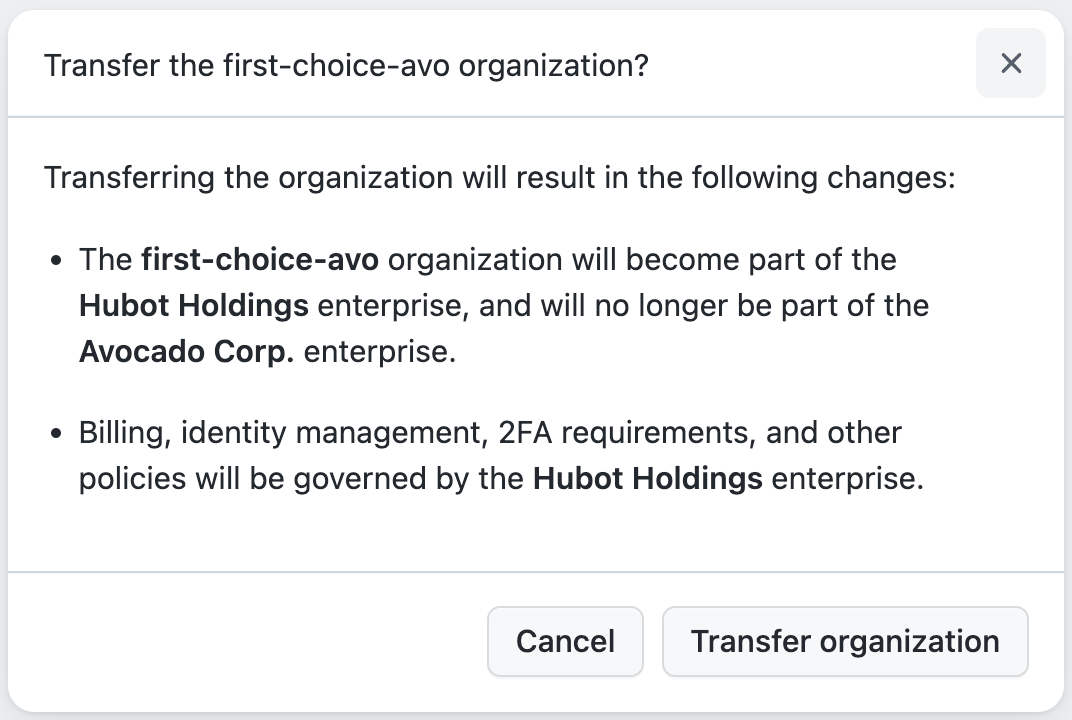 Transfer the first-choice-avo organization?
Transferring the organization will result in the following changes:
• The first-choice-avo organization will become part of the
Hubot Holdings enterprise, and will no longer be part of the
Avocado Corp. enterprise.
• Billing, identity management, 2FA requirements, and other
policies will be governed by the Hubot Holdings enterprise.
Cancel
Transfer organization